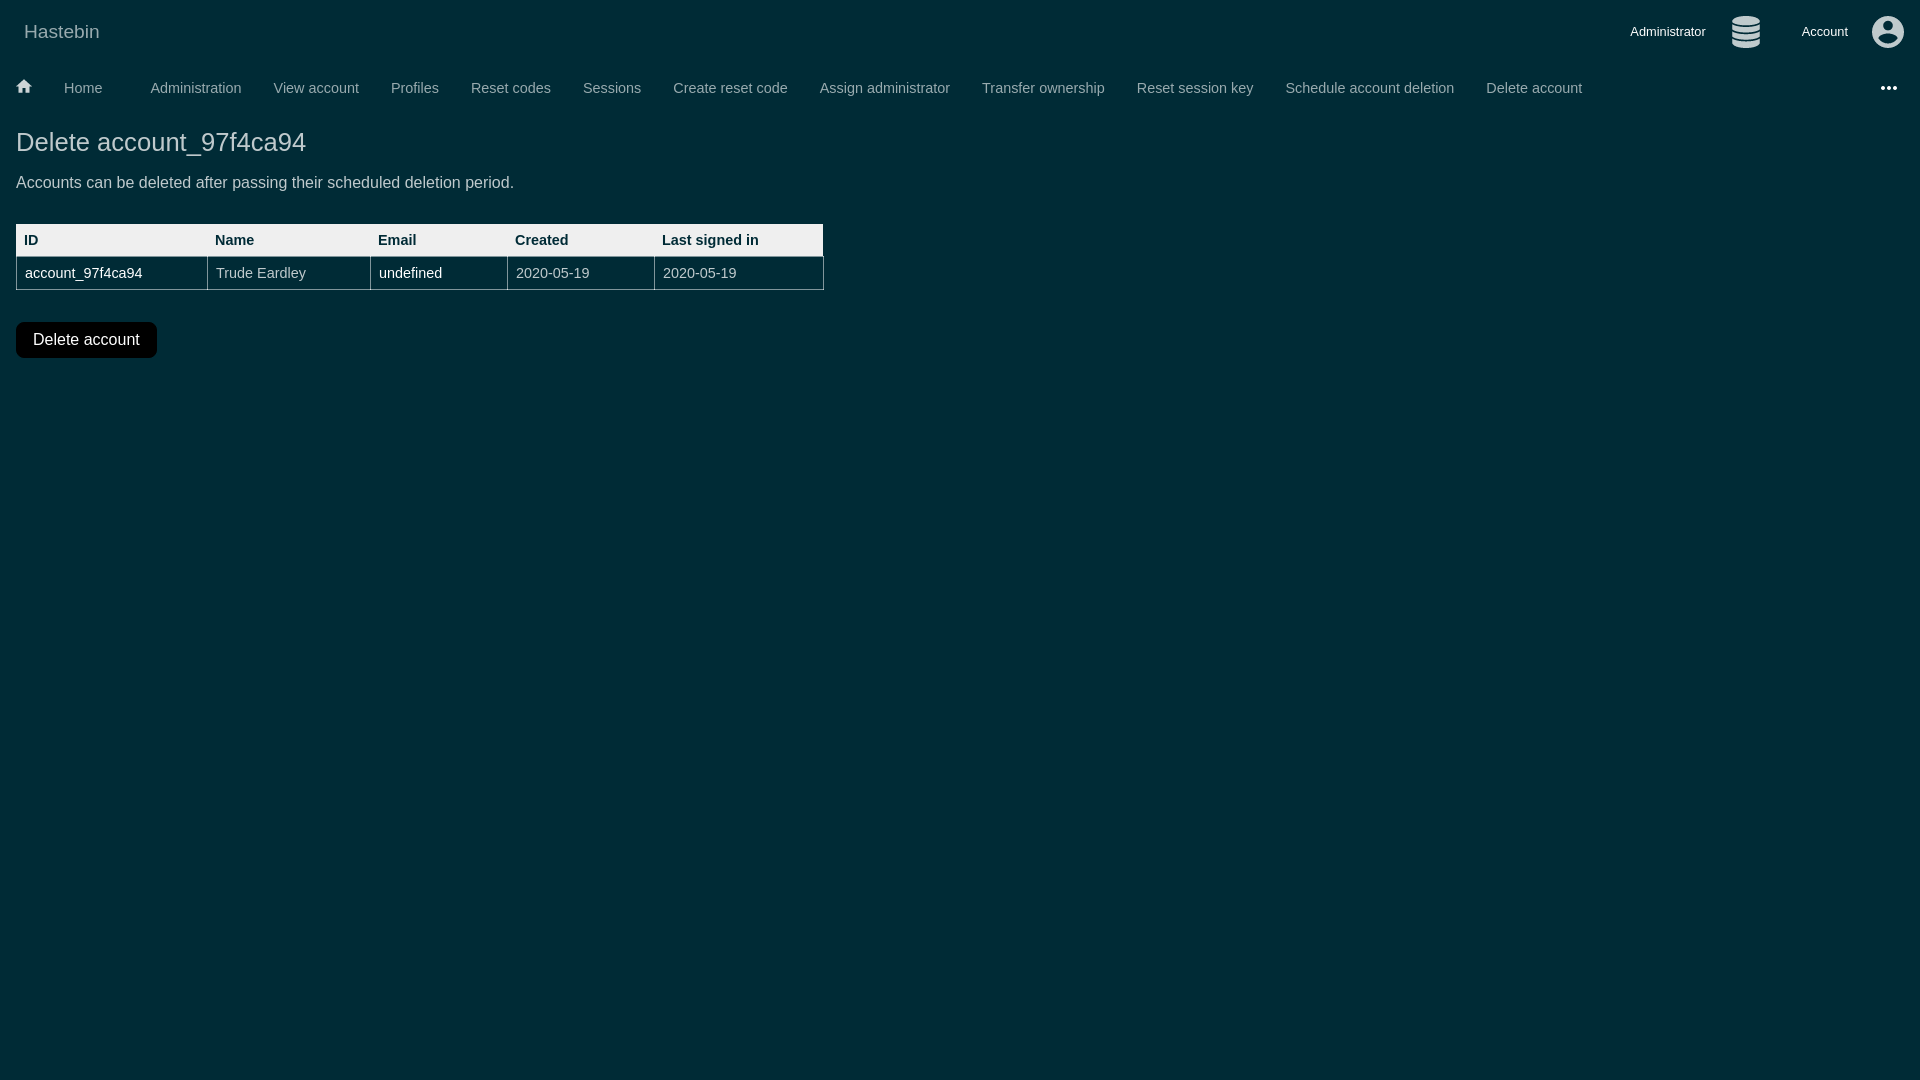 Hastebin
Administrator
Account
Home Administration View account Profiles Reset codes Sessions Create reset code Assign administrator Transfer ownership Reset session key Schedule account deletion Delete account
Delete account_97f4ca94
Accounts can be deleted after passing their scheduled deletion period.
ID Name Email Created Last signed in
account_97f4ca94 Trude Eardley undefined 2020-05-19 2020-05-19
Delete account